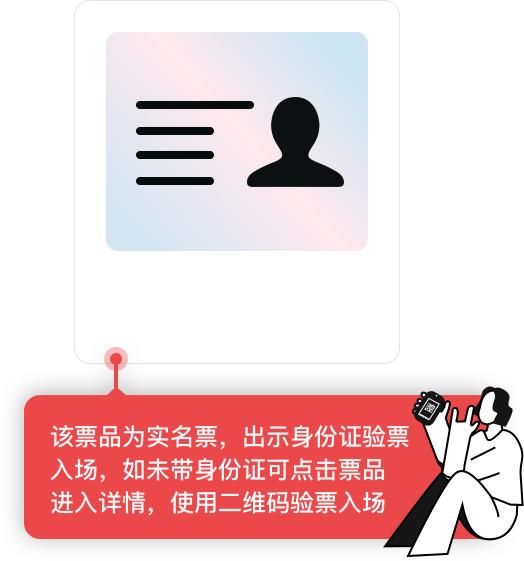 该票品为实名票，出示身份证验票
入场，如未带身份证可点击票品
进入详情，使用二维码验票入场